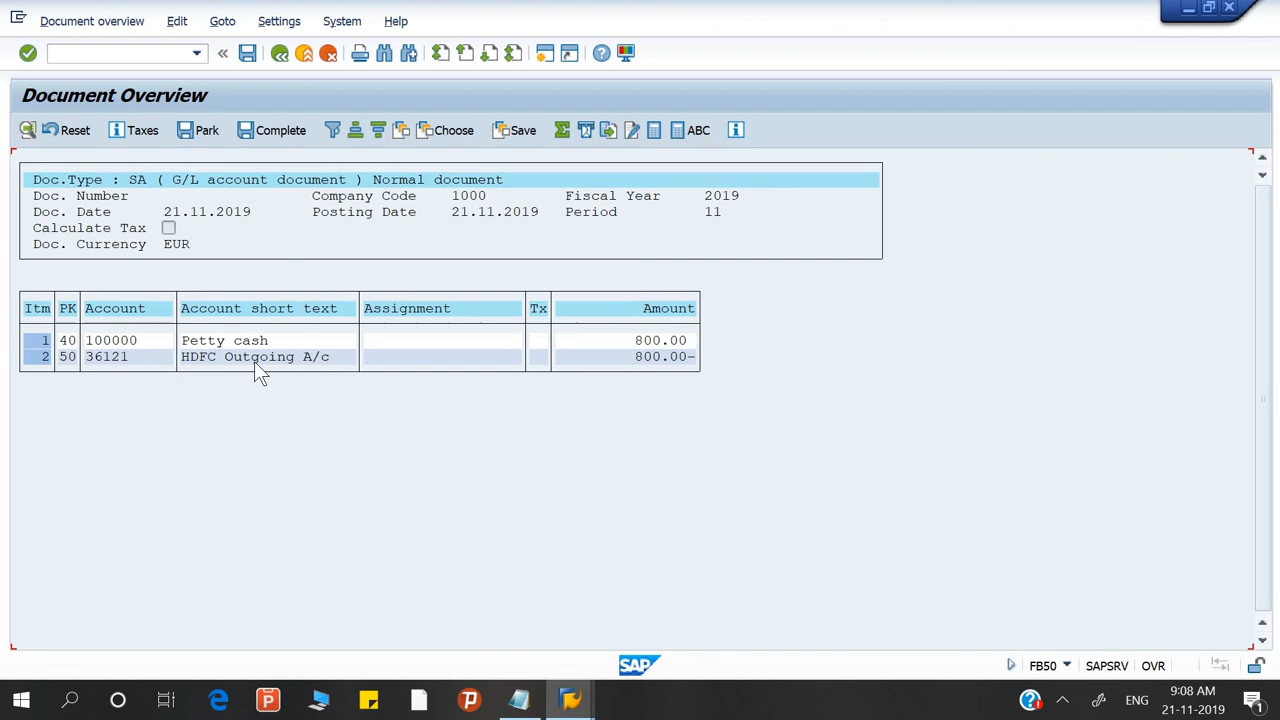 Document overview Edit Goto Settings System Help
Document Overview
Reset Taxes Park Complete Choose Save ABC
Doc.Type : SA ( G/L account document ) Normal document
Doc. Number Company Code 1000 Fiscal Year 2019
Doc. Date 21.11.2019 Posting Date 21.11.2019 Period 11
Calculate Tax
Doc. Currency EUR
Itm PK Account Account short text Assignment Tx Amount
1 40 100000 Petty cash 800.00
2 50 36121 HDFC Outgoing A/c 800.00-
SAP FB50 SAPSRV OVR
ENG 9:08 AM
21-11-2019